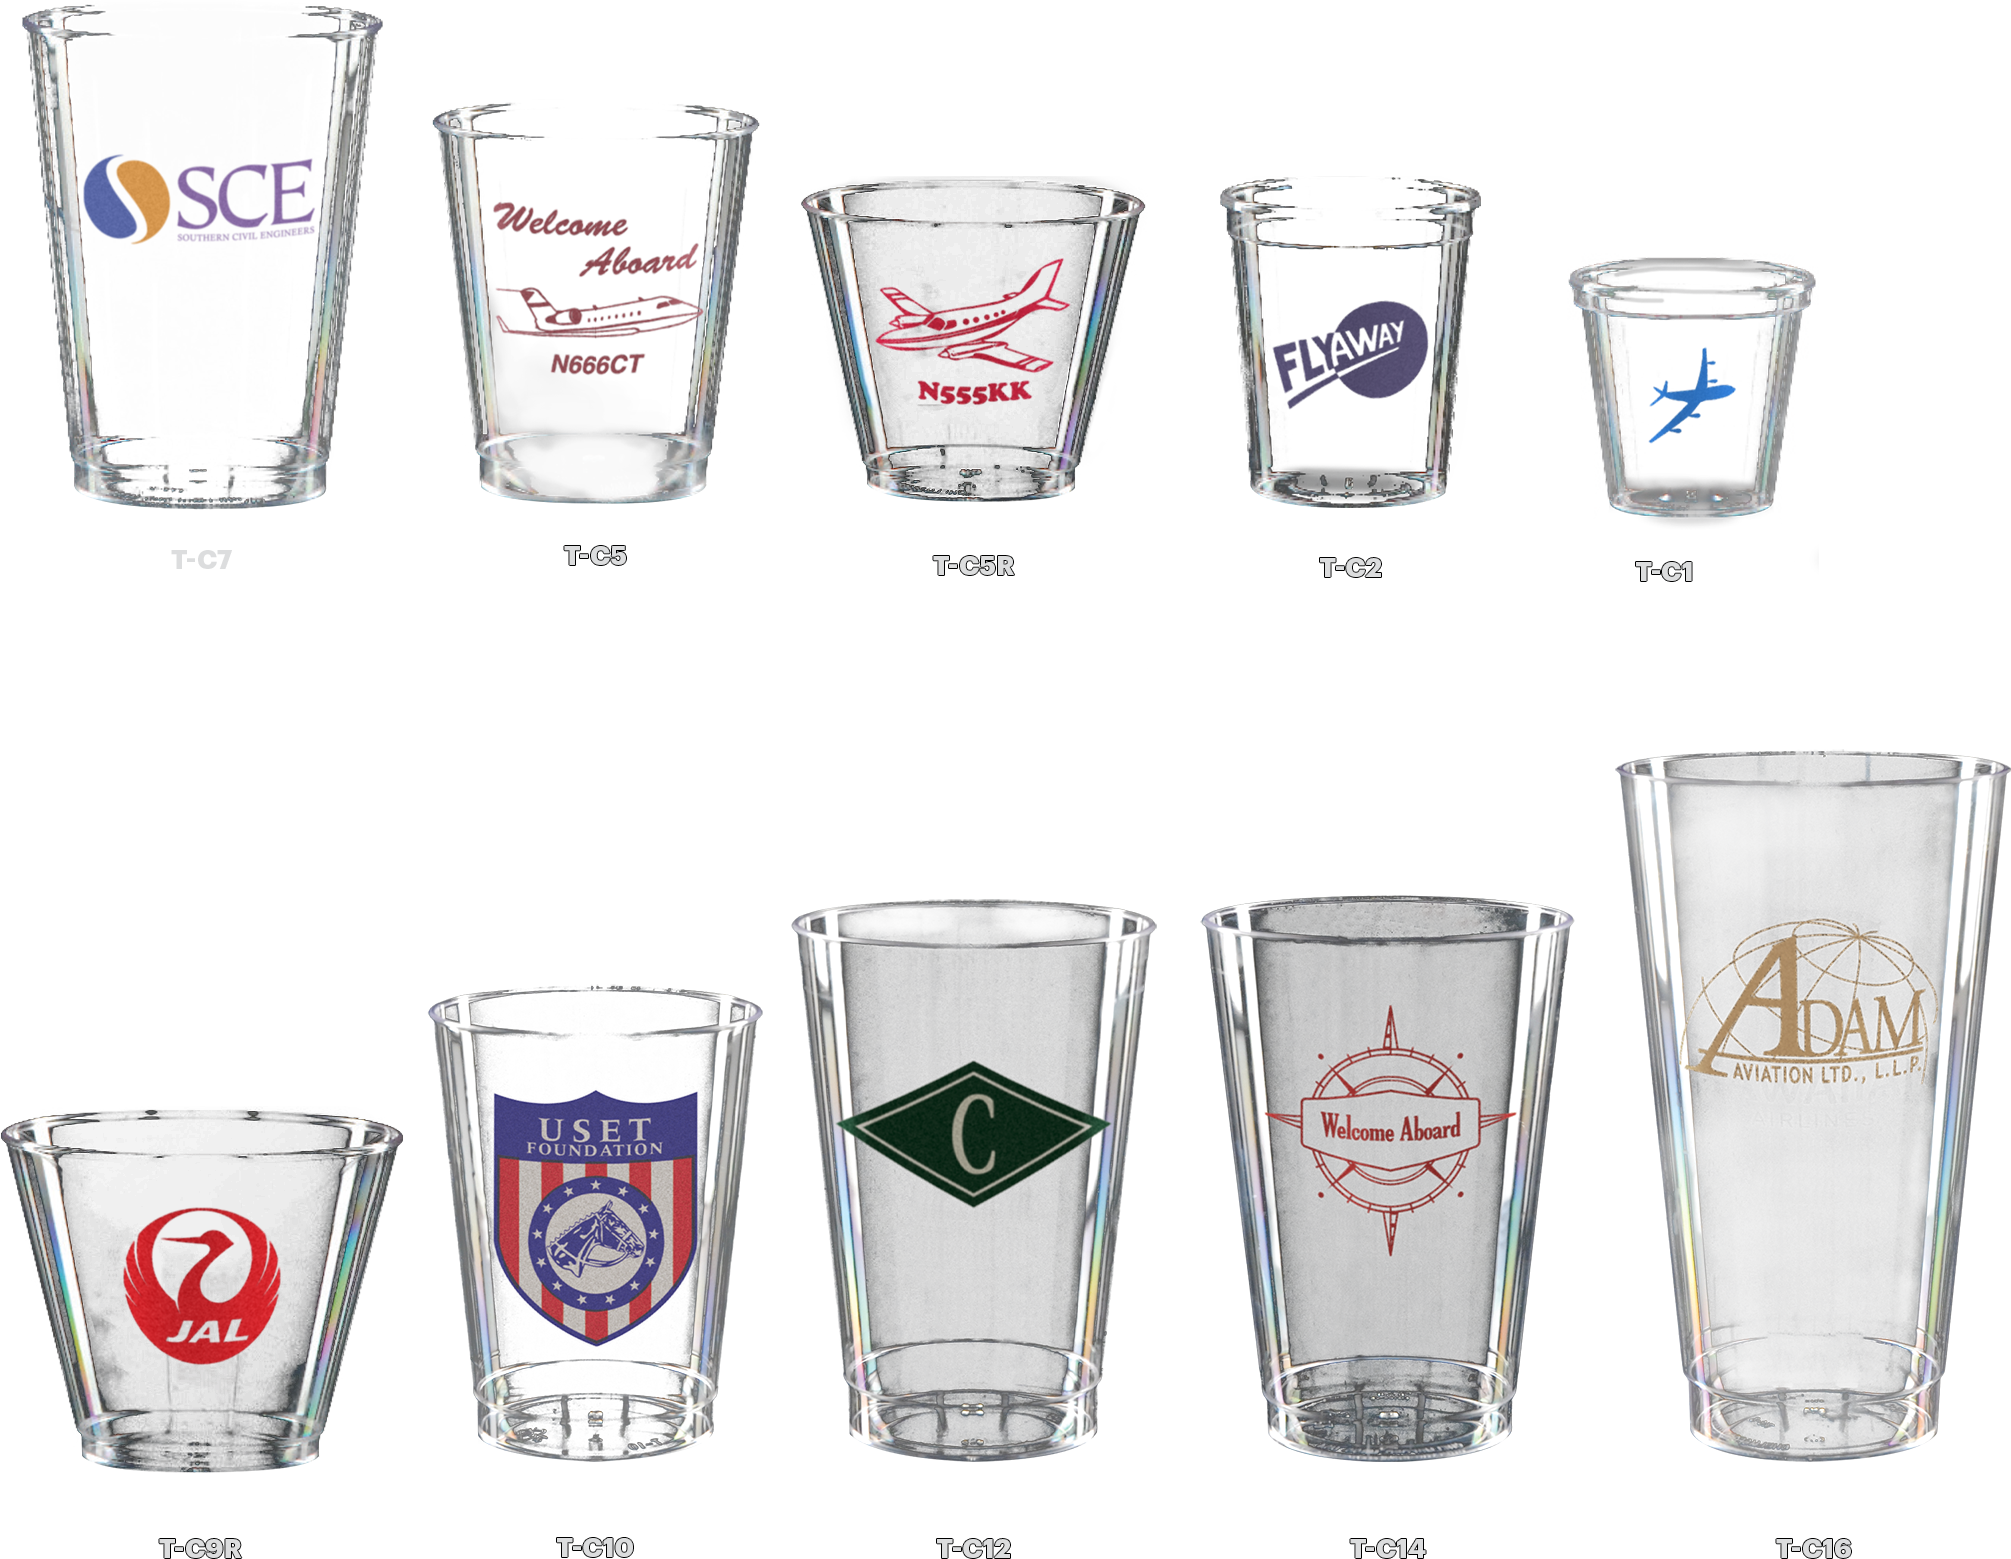 SCE
SOUTHERN CIVIL ENGINEERS
Welcome
Aboard
N666CT
N555KK
FLYAWAY
T-C7
T-C5
T-C5R
T-C2
T-C1
USET
FOUNDATION
JAL
C
Welcome Aboard
ADAM
AVIATION LTD., L.L.P.
T-C9R
T-C10
T-C12
T-C14
T-C16